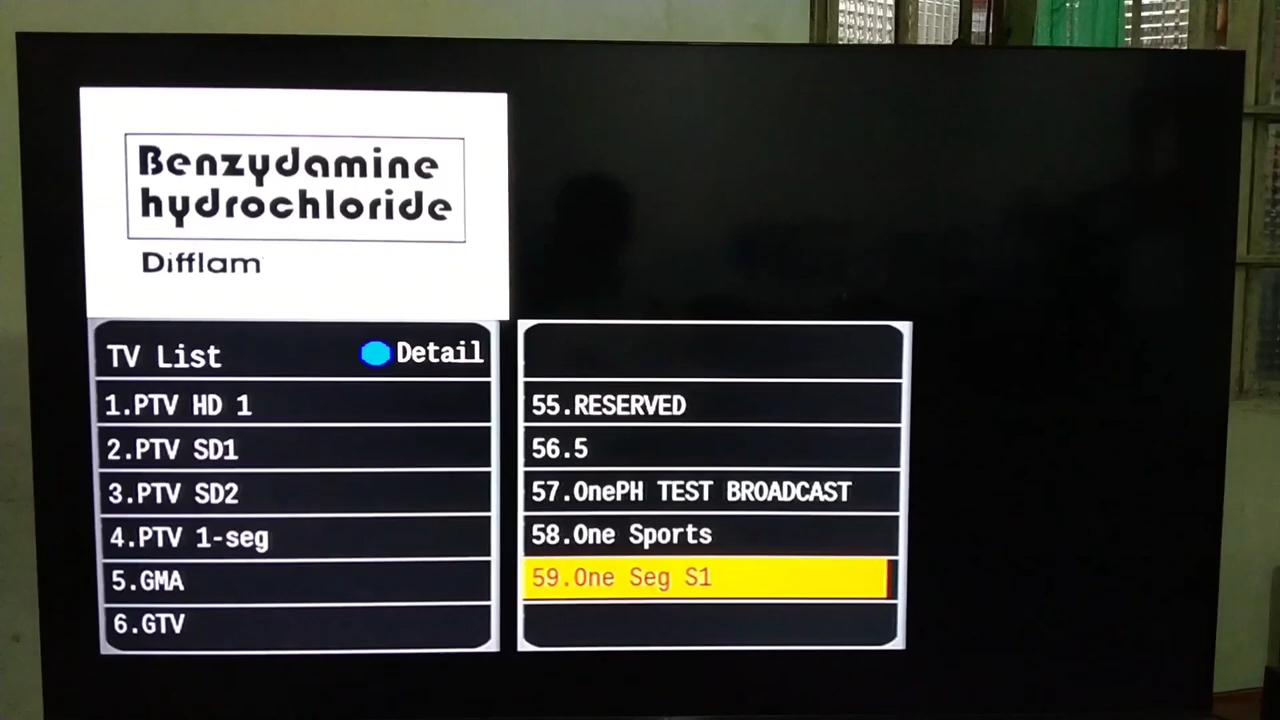 Benzydamine
hydrochloride
Difflam
TV List
Detail
1.PTV HD 1
2.PTV SD1
3.PTV SD2
4.PTV 1-seg
5.GMA
6.GTV
55.RESERVED
56.5
57.OnePH TEST BROADCAST
58.One Sports
59.One Seg S1